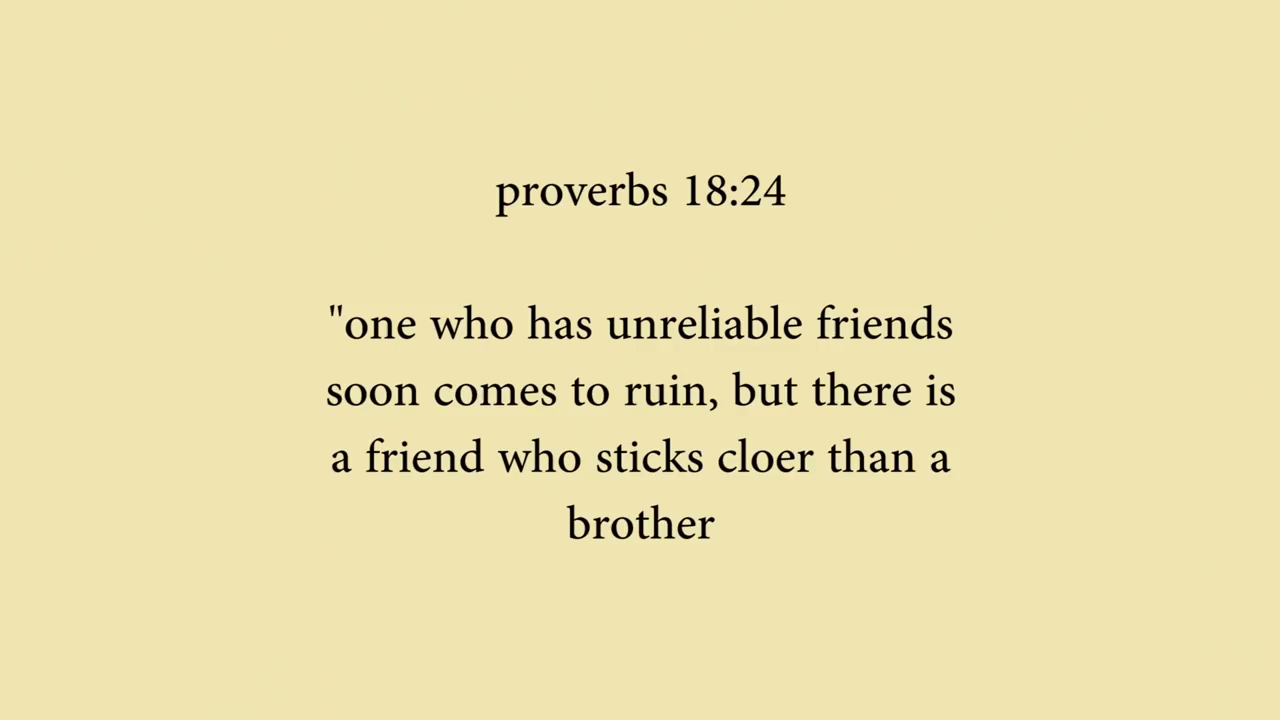 proverbs 18:24
"one who has unreliable friends
soon comes to ruin, but there is
a friend who sticks cloer than a
brother